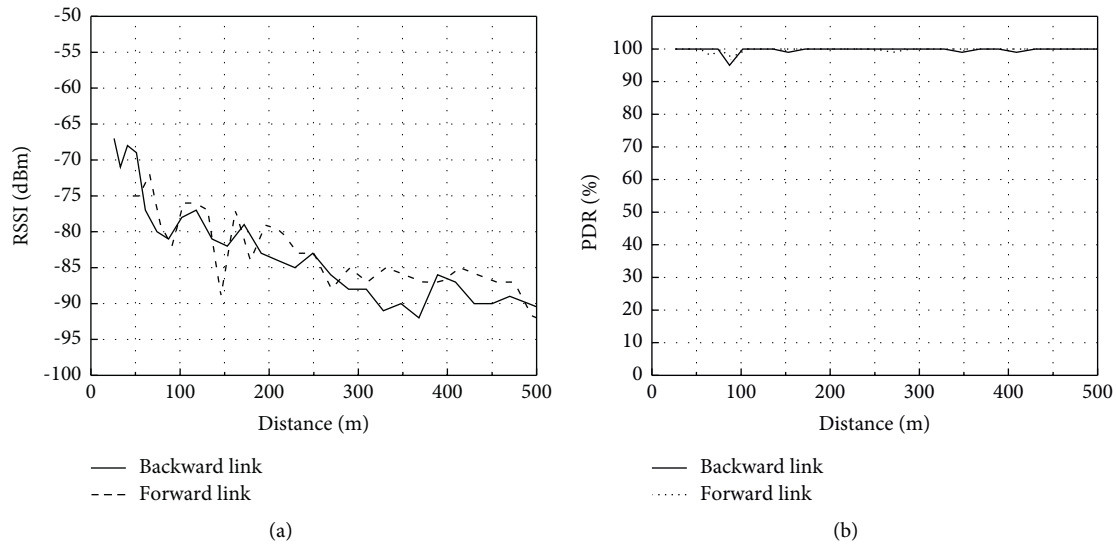 -50
-55
-60
-65
-70
-75
-80
-85
-90
-95
-100
RSSI (dBm)
0 100 200 300 400 500
Distance (m)
Backward link
Forward link
(a)
100
90
80
70
60
50
40
30
20
10
0
PDR (%)
0 100 200 300 400 500
Distance (m)
Backward link
Forward link
(b)